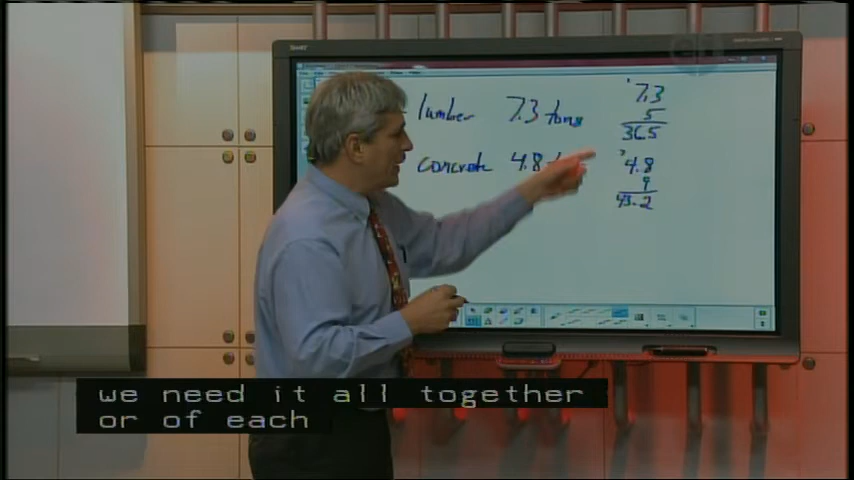 lumber 7.3 tons
concrete 4.8
7.3
5
36.5
4.8
9
43.2
we need it all together
or of each